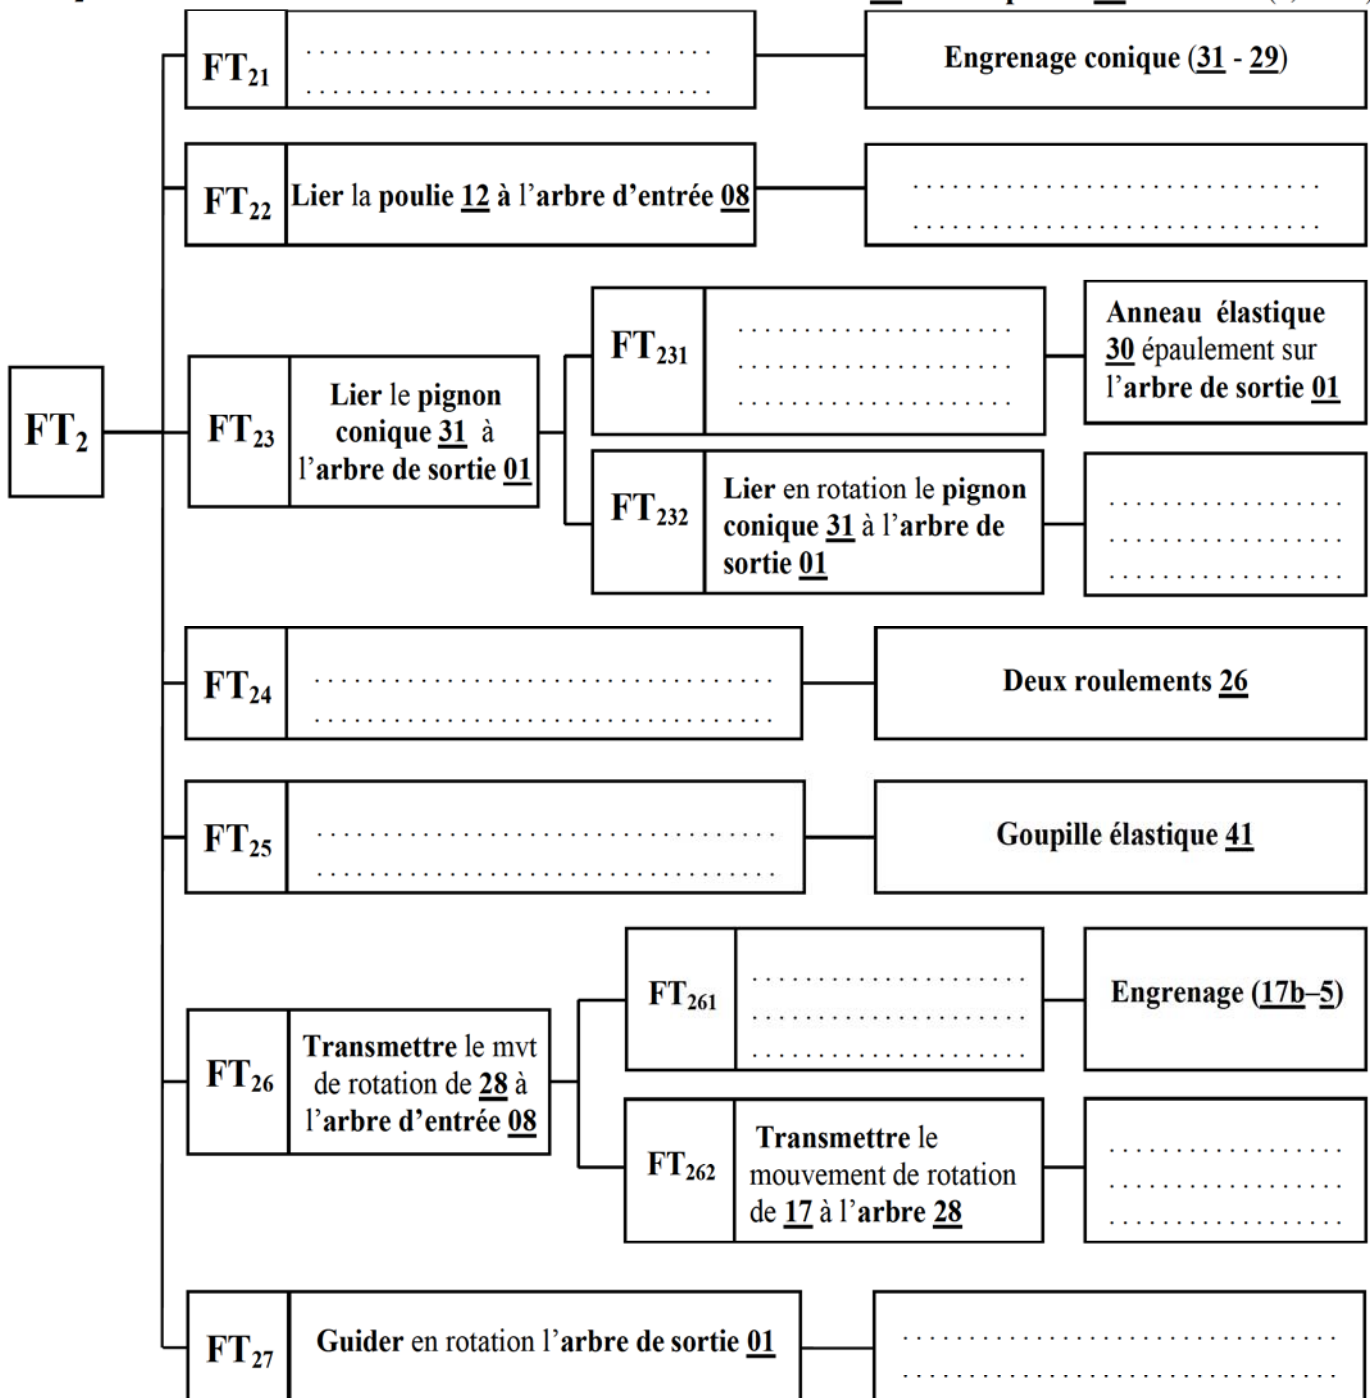 FT21
. . . . . . . . . . . . . . . . . . . . . . . . . . . . . . .
. . . . . . . . . . . . . . . . . . . . . . . . . . . . . . .
Engrenage conique (31 - 29)
FT22
Lier la poulie 12 à l’arbre d’entrée 08
. . . . . . . . . . . . . . . . . . . . . . . . . . . . . . .
. . . . . . . . . . . . . . . . . . . . . . . . . . . . . . .
FT2
FT23
Lier le pignon
conique 31 à
l’arbre de sortie 01
FT231
. . . . . . . . . . . . . . . . . . . . .
. . . . . . . . . . . . . . . . . . . . .
. . . . . . . . . . . . . . . . . . . . .
Anneau élastique
30 épaulement sur
l’arbre de sortie 01
FT232
Lier en rotation le pignon
conique 31 à l’arbre de
sortie 01
. . . . . . . . . . . . . . . . . .
. . . . . . . . . . . . . . . . . .
. . . . . . . . . . . . . . . . . .
FT24
. . . . . . . . . . . . . . . . . . . . . . . . . . . . . . . . . . .
. . . . . . . . . . . . . . . . . . . . . . . . . . . . . . . . . . .
Deux roulements 26
FT25
. . . . . . . . . . . . . . . . . . . . . . . . . . . . . . . . . . .
. . . . . . . . . . . . . . . . . . . . . . . . . . . . . . . . . . .
Goupille élastique 41
FT26
Transmettre le mvt
de rotation de 28 à
l’arbre d’entrée 08
FT261
. . . . . . . . . . . . . . . . . . . . .
. . . . . . . . . . . . . . . . . . . . .
. . . . . . . . . . . . . . . . . . . . .
Engrenage (17b–5)
FT262
Transmettre le
mouvement de rotation
de 17 à l’arbre 28
. . . . . . . . . . . . . . . . . .
. . . . . . . . . . . . . . . . . .
. . . . . . . . . . . . . . . . . .
FT27
Guider en rotation l’arbre de sortie 01
. . . . . . . . . . . . . . . . . . . . . . . . . . . . . . . . .
. . . . . . . . . . . . . . . . . . . . . . . . . . . . . . . . .